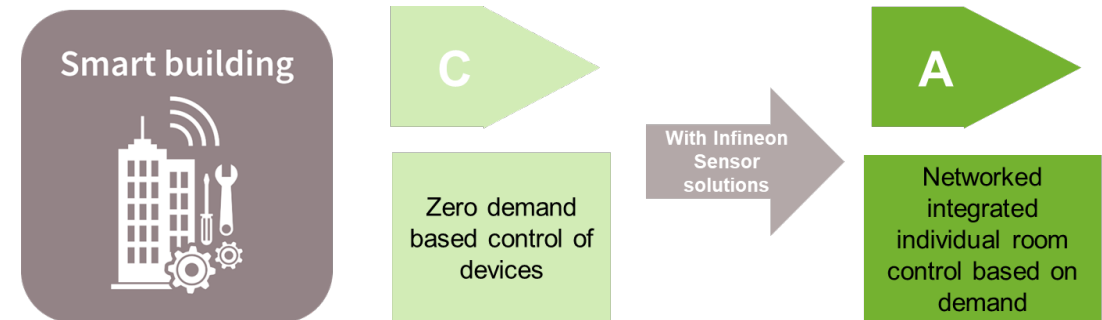 Smart building
C
Zero demand
based control of
devices
With Infineon
Sensor
solutions
A
Networked
integrated
individual room
control based on
demand